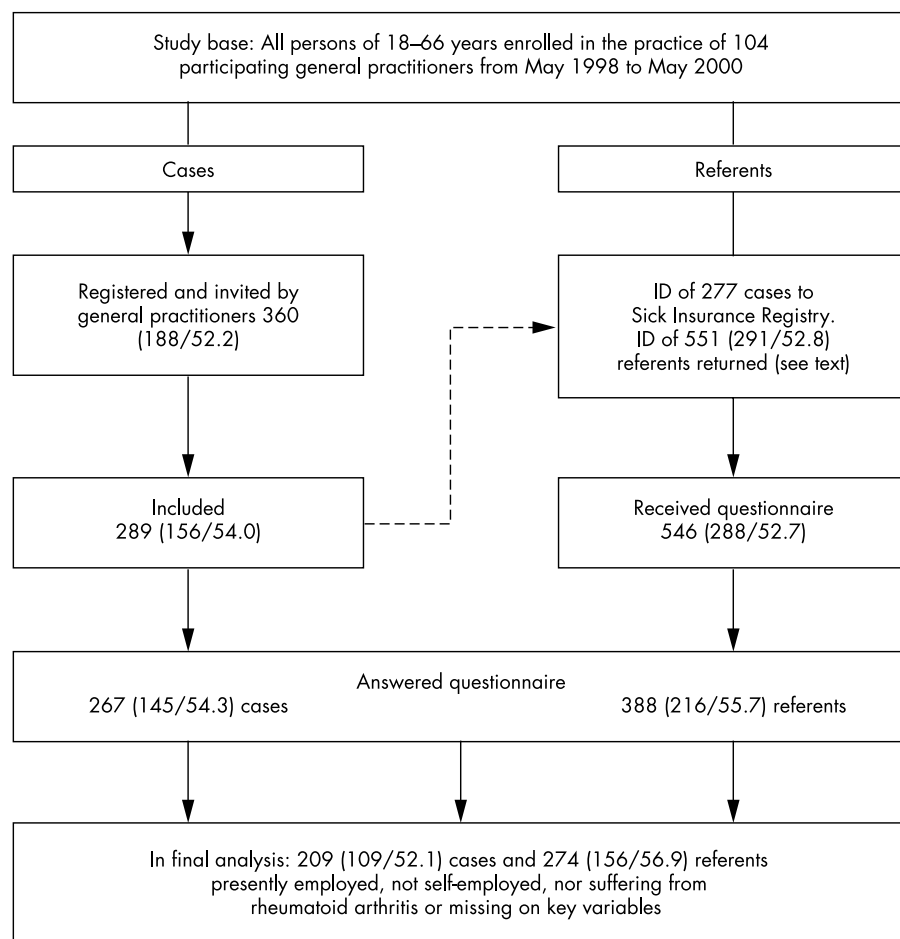 Study base: All persons of 18–66 years enrolled in the practice of 104
participating general practitioners from May 1998 to May 2000
Cases
Referents
Registered and invited by
general practitioners 360
(188/52.2)
ID of 277 cases to
Sick Insurance Registry.
ID of 551 (291/52.8)
referents returned (see text)
Included
289 (156/54.0)
Received questionnaire
546 (288/52.7)
Answered questionnaire
267 (145/54.3) cases
388 (216/55.7) referents
In final analysis: 209 (109/52.1) cases and 274 (156/56.9) referents
presently employed, not self-employed, nor suffering from
rheumatoid arthritis or missing on key variables